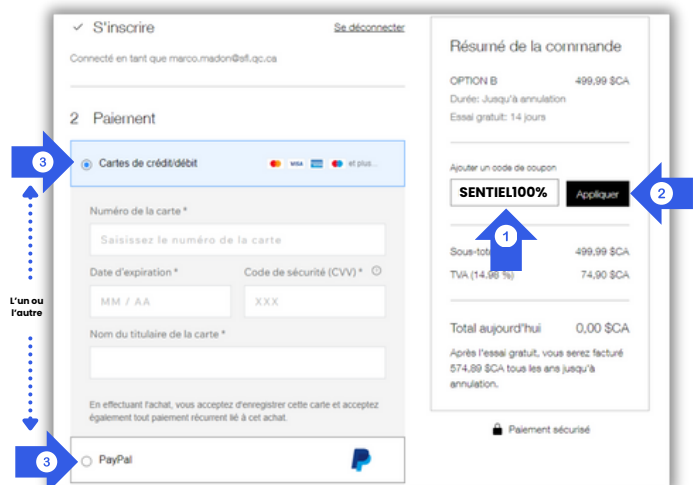 S'inscrire
Se déconnecter
Connecté en tant que marco.madon@sfl.qc.ca
2 Paiement
3
Cartes de crédit/débit
VISA
et plus...
Numéro de la carte *
Saisissez le numéro de la carte
Date d'expiration *
Code de sécurité (CVV) *
MM / AA
XXX
Nom du titulaire de la carte *
En effectuant l'achat, vous acceptez d'enregistrer cette carte et acceptez
également tout paiement récurrent lié à cet achat.
L'un ou
l'autre
3
PayPal
Résumé de la commande
OPTION B
499,99 $CA
Durée: Jusqu'à annulation
Essai gratuit: 14 jours
Ajouter un code de coupon
SENTIEL100%
Appliquer
2
1
499,99 $CA
TVA (14,98 %)
74,90 $CA
Total aujourd'hui
0,00 $CA
Après l'essai gratuit, vous serez facturé
574,89 $CA tous les ans jusqu'à
annulation.
Paiement sécurisé